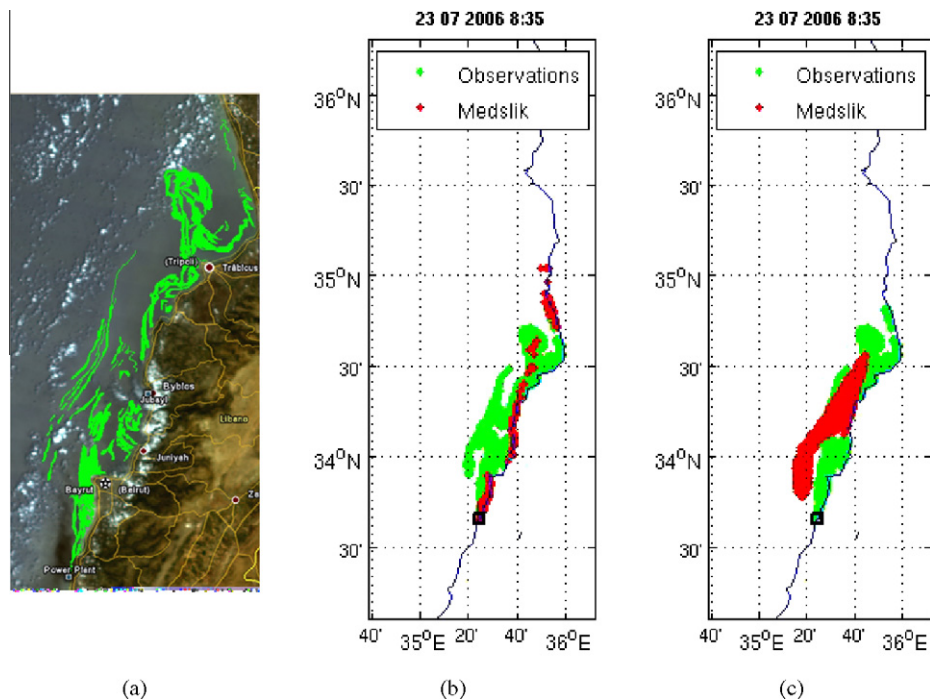 23 07 2006 8:35
23 07 2006 8:35
Observations
Medslik
Observations
Medslik
36°N
36°N
30'
30'
(Tripoli)
Trâblous
35°N
35°N
30'
30'
Byblos
Jubayl
Libano
34°N
34°N
Juniyah
Bayrut
(Beirut)
Za
30'
30'
Power Plant
40'
35°E
20'
40'
36°E
40'
35°E
20'
40'
36°E
(a)
(b)
(c)